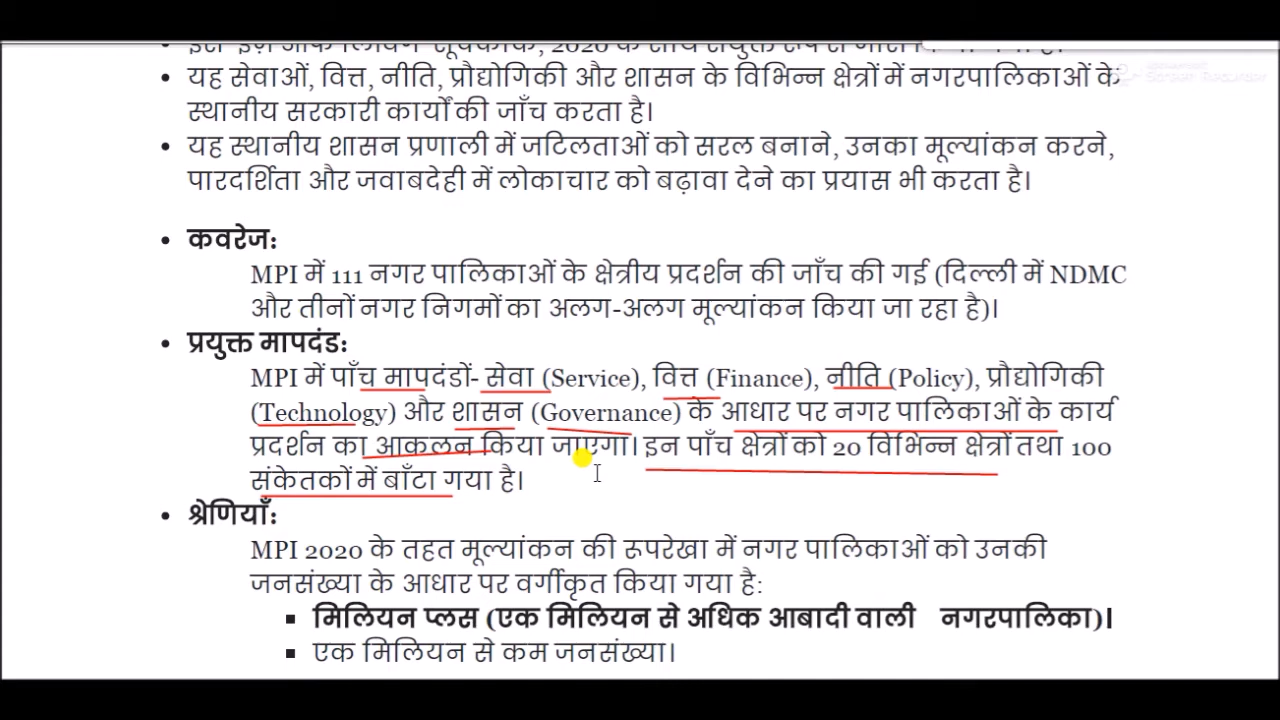 यह सेवाओं, वित्त, नीति, प्रौद्योगिकी और शासन के विभिन्न क्षेत्रों में नगरपालिकाओं के
स्थानीय सरकारी कार्यों की जाँच करता है।
यह स्थानीय शासन प्रणाली में जटिलताओं को सरल बनाने, उनका मूल्यांकन करने,
पारदर्शिता और जवाबदेही में लोकाचार को बढ़ावा देने का प्रयास भी करता है।
कवरेज:
MPI में 111 नगर पालिकाओं के क्षेत्रीय प्रदर्शन की जाँच की गई (दिल्ली में NDMC
और तीनों नगर निगमों का अलग-अलग मूल्यांकन किया जा रहा है)।
प्रयुक्त मापदंड:
MPI में पाँच मापदंडों- सेवा (Service), वित्त (Finance), नीति (Policy), प्रौद्योगिकी
(Technology) और शासन (Governance) के आधार पर नगर पालिकाओं के कार्य
प्रदर्शन का आकलन किया जाएगा। इन पाँच क्षेत्रों को 20 विभिन्न क्षेत्रों तथा 100
संकेतकों में बाँटा गया है।
श्रेणियाँ:
MPI 2020 के तहत मूल्यांकन की रूपरेखा में नगर पालिकाओं को उनकी
जनसंख्या के आधार पर वर्गीकृत किया गया है:
मिलियन प्लस (एक मिलियन से अधिक आबादी वाली नगरपालिका)।
एक मिलियन से कम जनसंख्या।